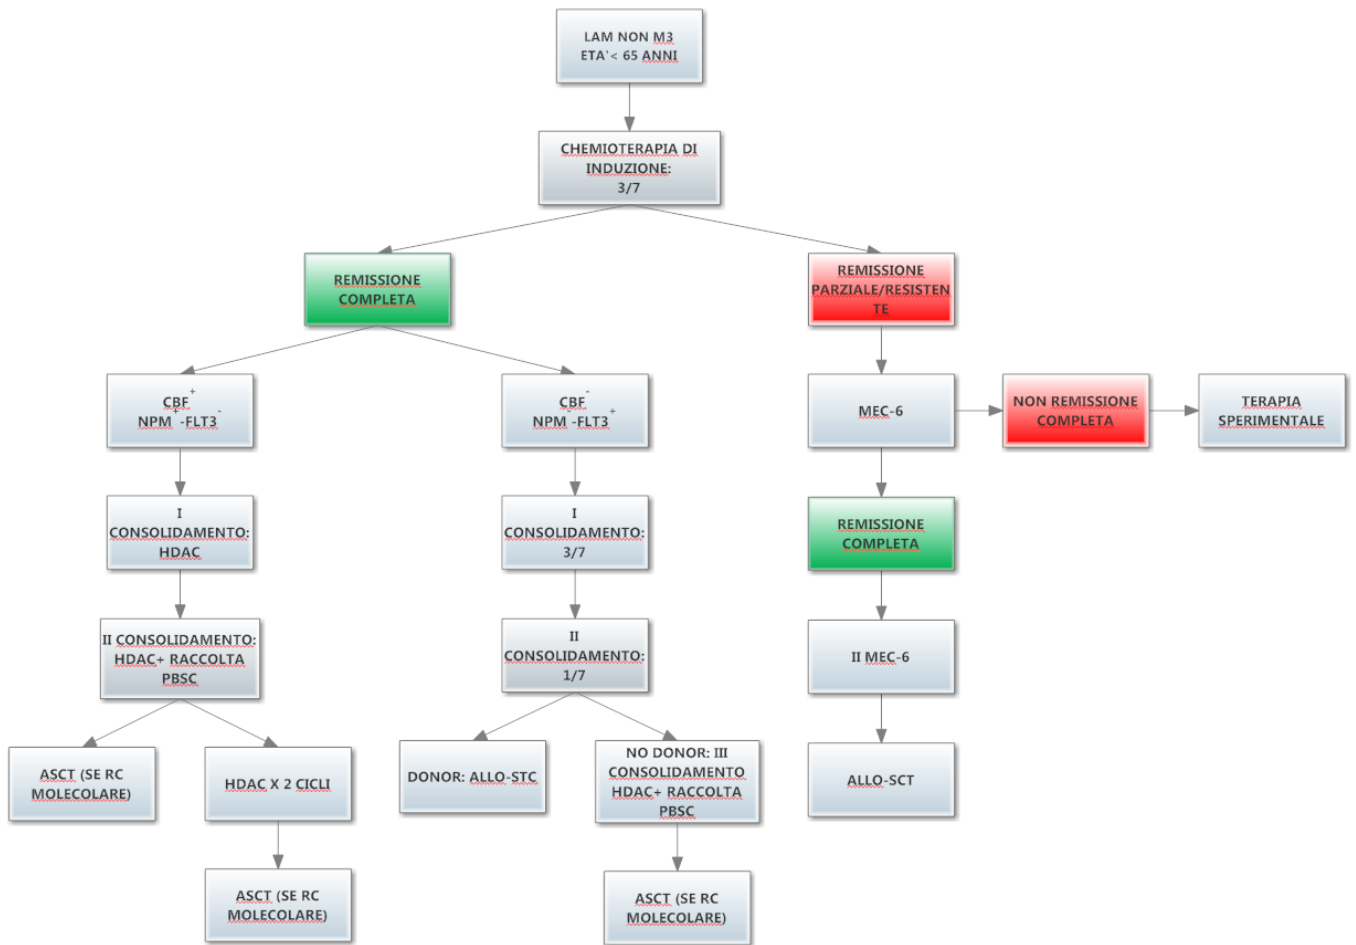 LAM NON M3
ETA'< 65 ANNI
CHEMIOTERAPIA DI
INDUZIONE:
3/7
REMISSIONE
COMPLETA
REMISSIONE
PARZIALE/RESISTEN
TE
CBF+
NPM+-FLT3-
CBF-
NPM--FLT3+
MEC-6
NON REMISSIONE
COMPLETA
TERAPIA
SPERIMENTALE
I
CONSOLIDAMENTO:
HDAC
I
CONSOLIDAMENTO:
3/7
REMISSIONE
COMPLETA
II CONSOLIDAMENTO:
HDAC+ RACCOLTA
PBSC
II
CONSOLIDAMENTO:
1/7
II MEC-6
ASCT (SE RC
MOLECOLARE)
HDAC X 2 CICLI
DONOR: ALLO-STC
NO DONOR: III
CONSOLIDAMENTO
HDAC+ RACCOLTA
PBSC
ALLO-SCT
ASCT (SE RC
MOLECOLARE)
ASCT (SE RC
MOLECOLARE)